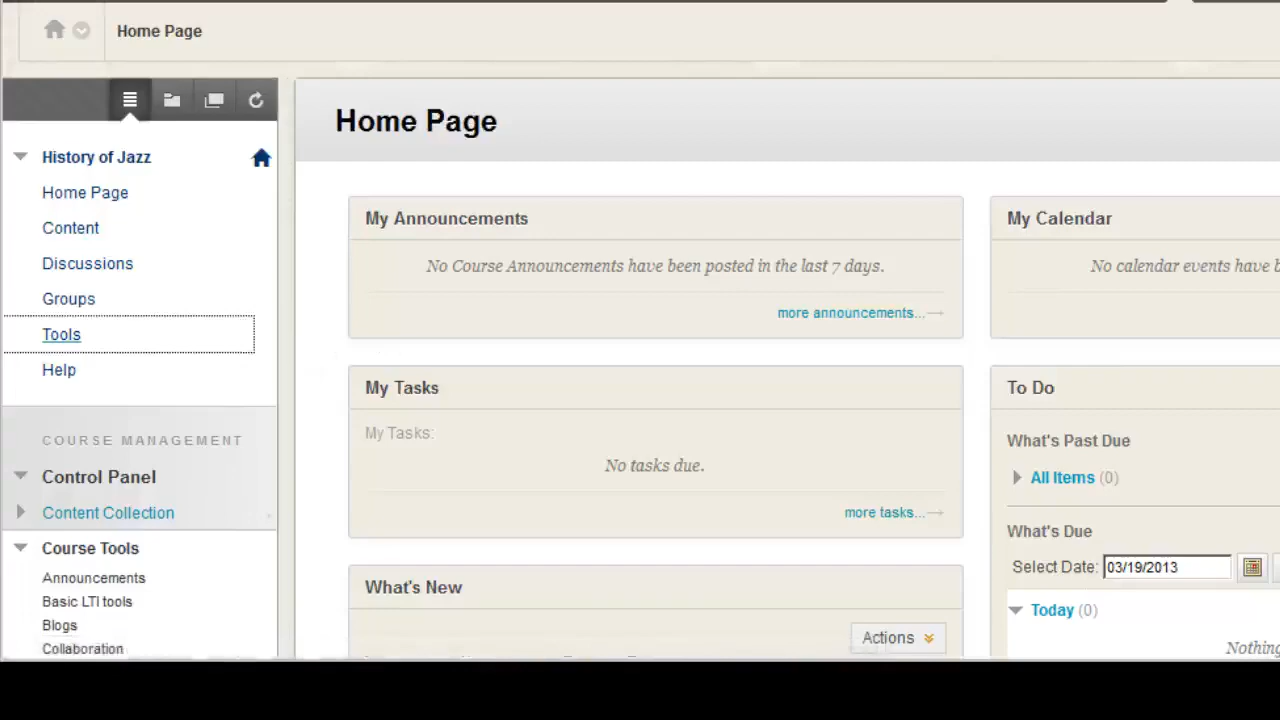 Home Page
History of Jazz
Home Page
Content
Discussions
Groups
Tools
Help
COURSE MANAGEMENT
Control Panel
Content Collection
Course Tools
Announcements
Basic LTI tools
Blogs
Collaboration
Home Page
My Announcements
No Course Announcements have been posted in the last 7 days.
more announcements...
My Tasks
My Tasks:
No tasks due.
more tasks...
What's New
Actions
My Calendar
No calendar events have
To Do
What's Past Due
All Items (0)
What's Due
Select Date: 03/19/2013
Today (0)